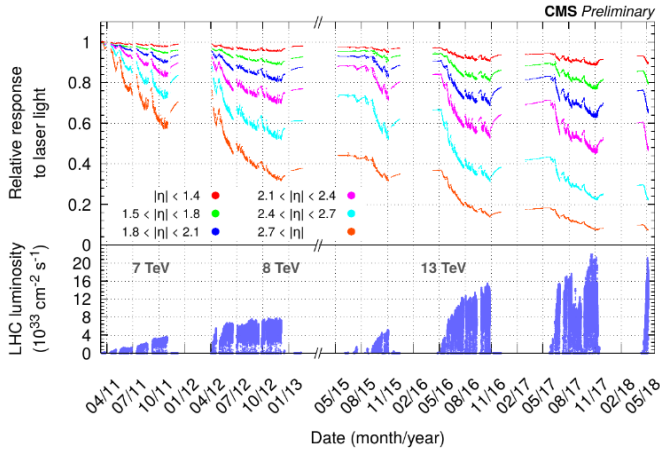 CMS Preliminary
Relative response
to laser light
1
0.8
0.6
0.4
0.2
0
|η| < 1.4
1.5 < |η| < 1.8
1.8 < |η| < 2.1
2.1 < |η| < 2.4
2.4 < |η| < 2.7
2.7 < |η|
LHC luminosity
(10³³ cm⁻² s⁻¹)
20
16
12
8
4
0
7 TeV
8 TeV
13 TeV
//
//
//
04/11
07/11
10/11
01/12
04/12
07/12
10/12
01/13
05/15
08/15
11/15
02/16
05/16
08/16
11/16
02/17
05/17
08/17
11/17
02/18
05/18
Date (month/year)